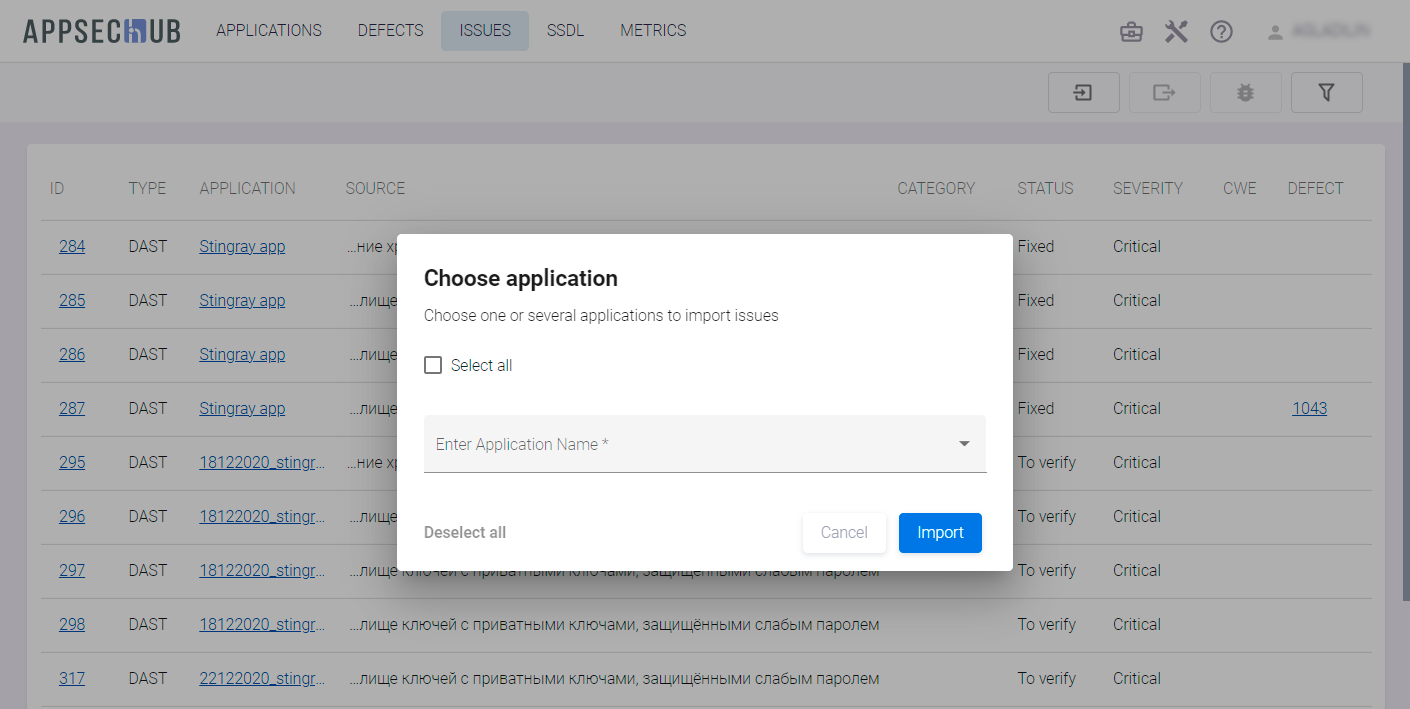 APPSECHUB APPLICATIONS DEFECTS ISSUES SSDL METRICS
ID TYPE APPLICATION SOURCE CATEGORY STATUS SEVERITY CWE DEFECT
284 DAST Stingray app ...ние Fixed Critical
285 DAST Stingray app ...лище Fixed Critical
286 DAST Stingray app ...лище Fixed Critical
287 DAST Stingray app ...лище Fixed Critical 1043
295 DAST 18122020_stingr... ...ние To verify Critical
296 DAST 18122020_stingr... ...лище To verify Critical
297 DAST 18122020_stingr... ...лище ключей с приватными ключами, защищёнными слабым паролем To verify Critical
298 DAST 18122020_stingr... ...лище ключей с приватными ключами, защищёнными слабым паролем To verify Critical
317 DAST 22122020_stingr... ...лище ключей с приватными ключами, защищёнными слабым паролем To verify Critical
Choose application
Choose one or several applications to import issues
Select all
Enter Application Name *
Deselect all Cancel Import